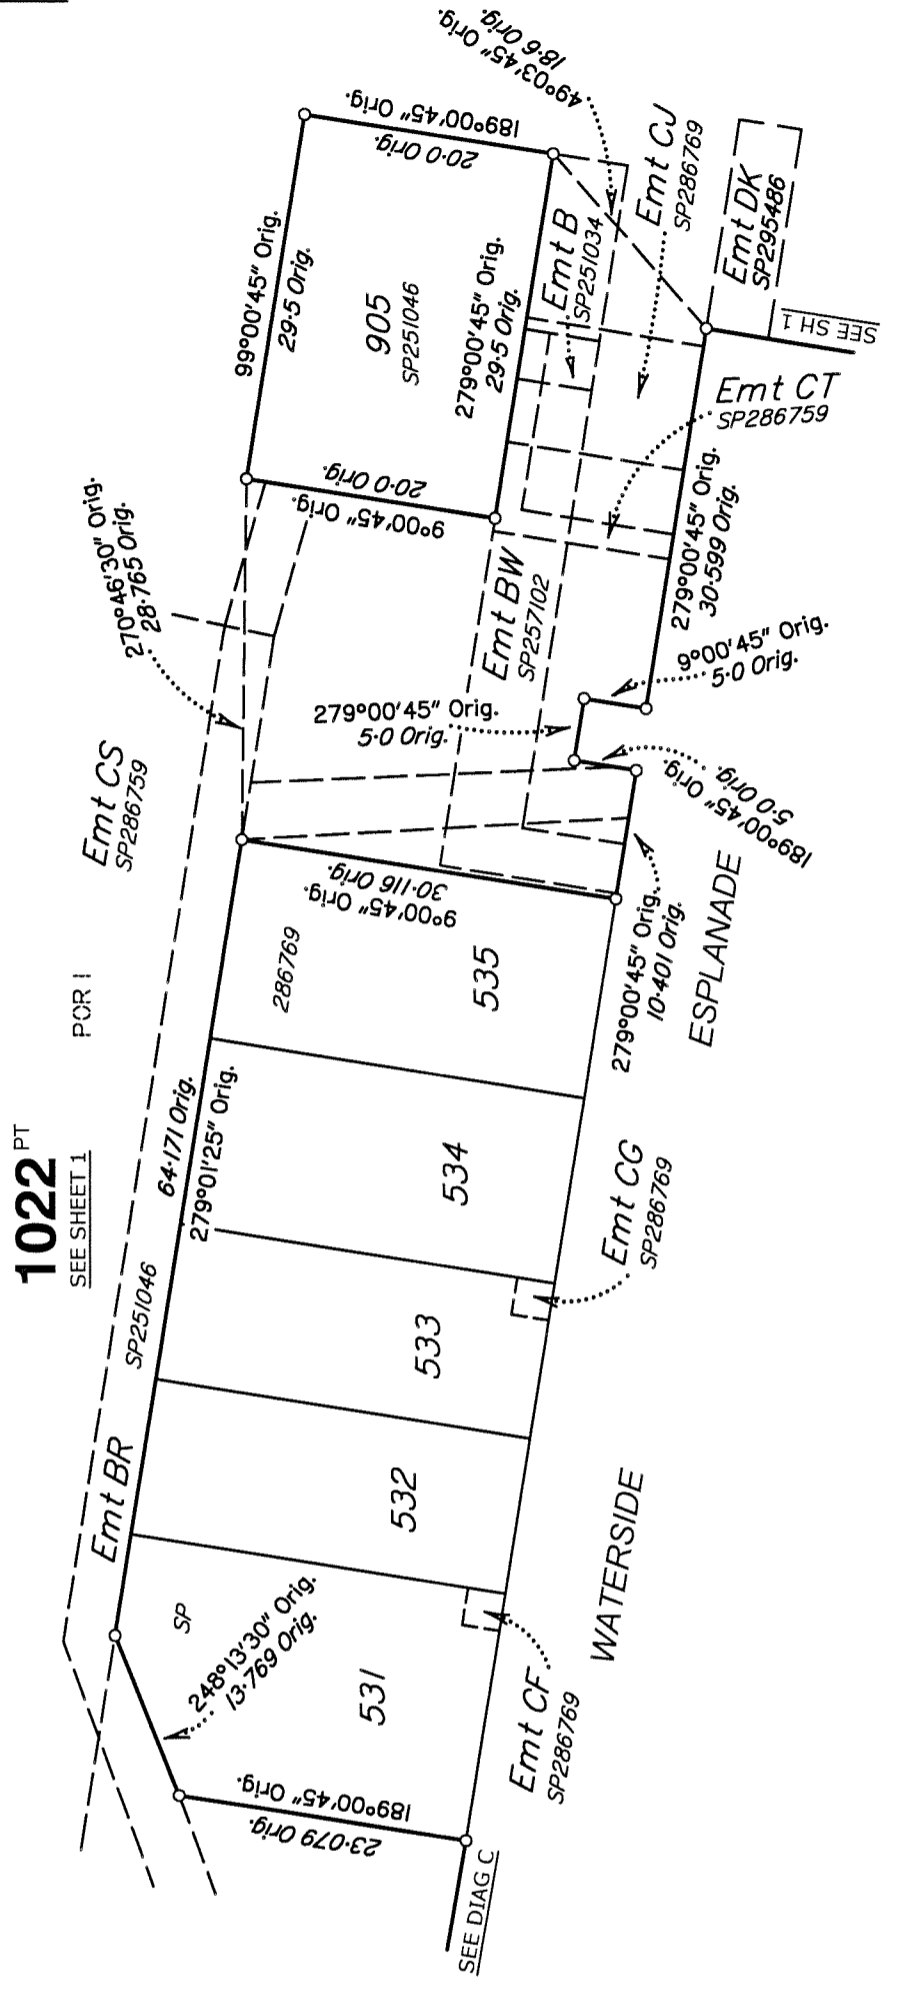 1022 PT
SEE SHEET 1
POR 1
Emt CS
SP286759
270°46'30" Orig.
28·765 Orig.
99°00'45" Orig.
29·5 Orig.
189°00'45" Orig.
20·0 Orig.
49°03'45" Orig.
18·6 Orig.
905
SP251046
279°00'45" Orig.
29·5 Orig.
20·0 Orig.
9°00'45" Orig.
Emt B
SP251034
Emt CJ
SP286769
Emt DK
SP295486
SEE SH 1
Emt CT
SP286759
279°00'45" Orig.
30·599 Orig.
Emt BW
SP257102
9°00'45" Orig.
5·0 Orig.
279°00'45" Orig.
5·0 Orig.
189°00'45" Orig.
5·0 Orig.
279°00'45" Orig.
10·401 Orig.
30·116 Orig.
9°00'45" Orig.
Emt BR
SP251046
64·171 Orig.
279°01'25" Orig.
SP
286769
535
534
533
532
531
248°13'30" Orig.
13·769 Orig.
189°00'45" Orig.
23·079 Orig.
Emt CG
SP286769
Emt CF
SP286769
WATERSIDE
ESPLANADE
SEE DIAG C